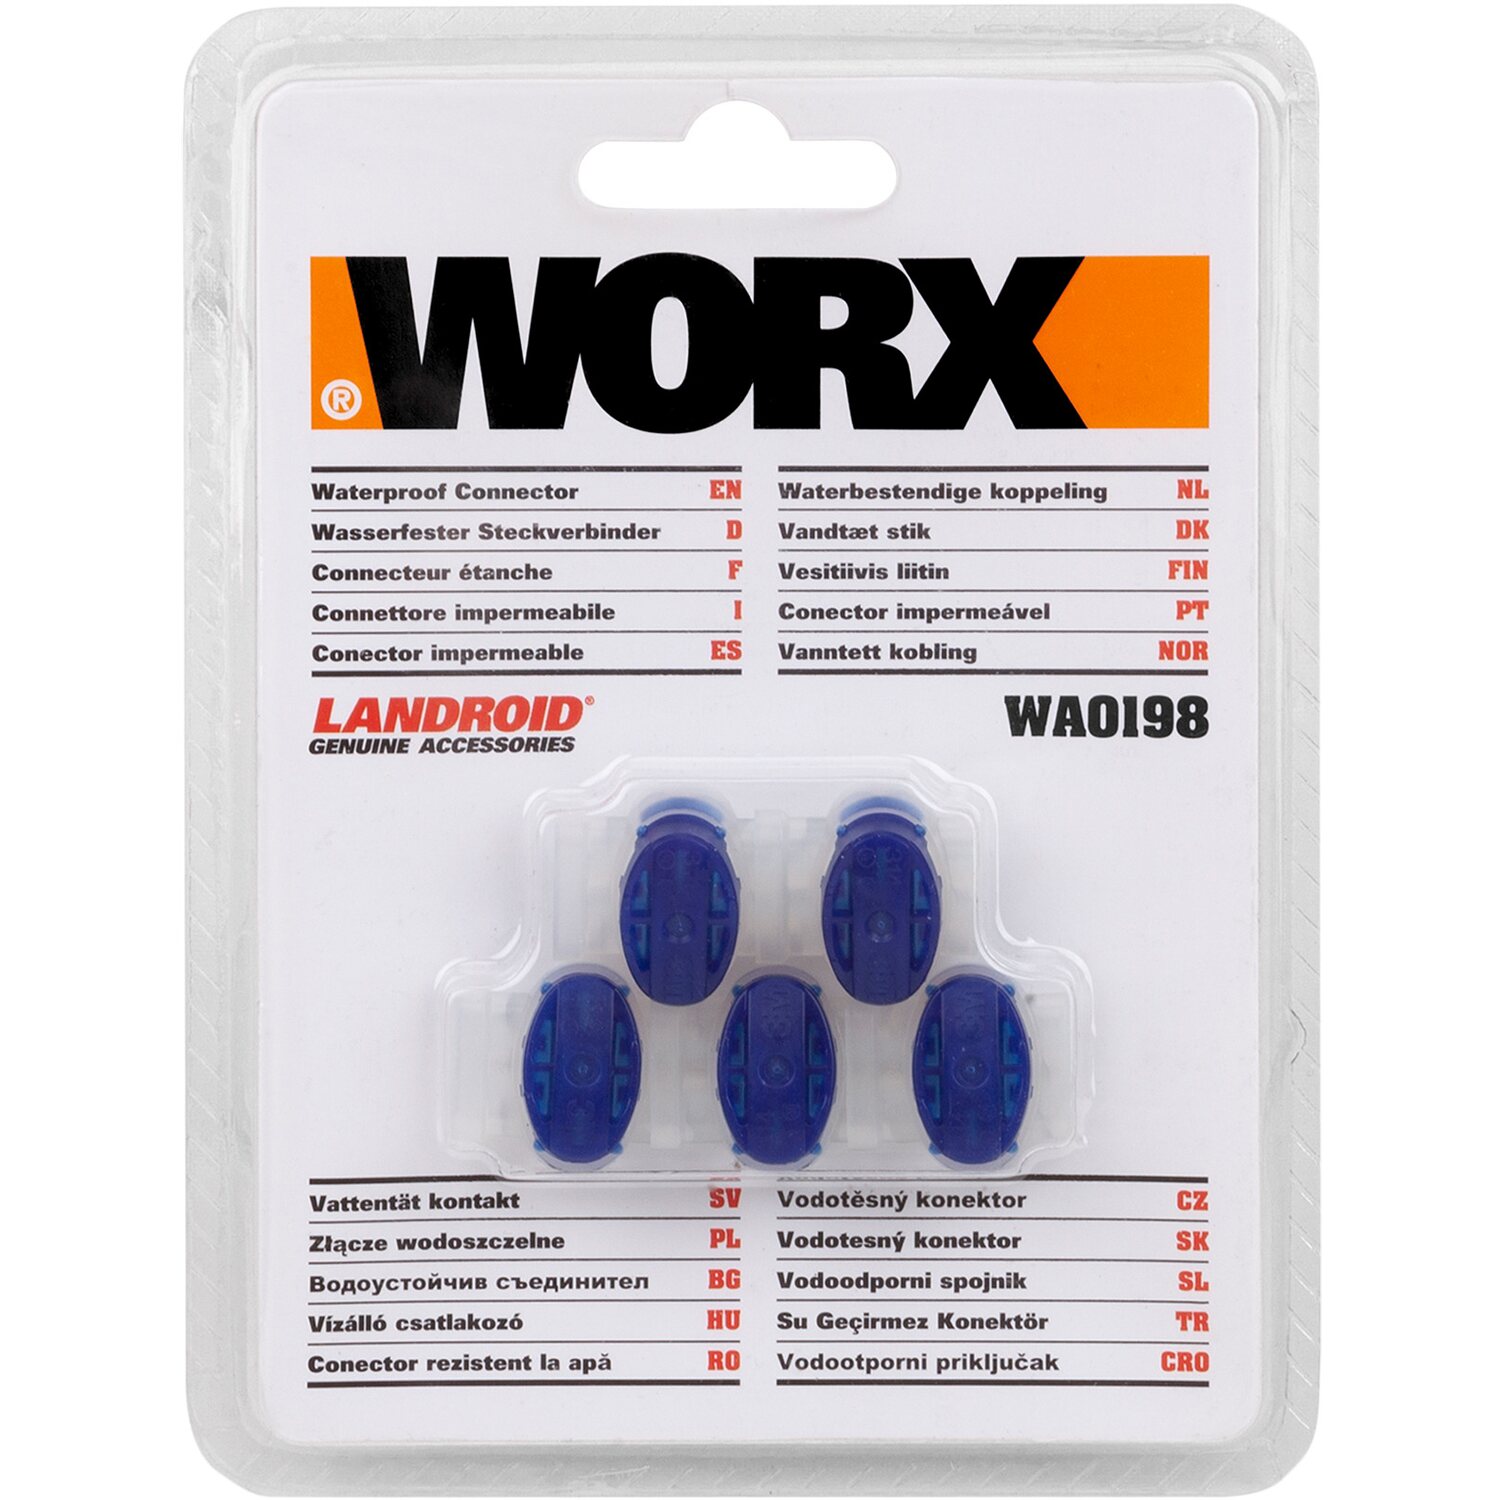 WORX
®
Waterproof Connector EN
Wasserfester Steckverbinder D
Connecteur étanche F
Connettore impermeabile I
Conector impermeable ES
Waterbestendige koppeling NL
Vandtæt stik DK
Vesitiivis liitin FIN
Conector impermeável PT
Vanntett kobling NOR
LANDROID®
GENUINE ACCESSORIES
WA0198
Vattentät kontakt SV
Złącze wodoszczelne PL
Водоустойчив съединител BG
Vízálló csatlakozó HU
Conector rezistent la apă RO
Vodotěsný konektor CZ
Vodotesný konektor SK
Vodoodporni spojnik SL
Su Geçirmez Konektör TR
Vodootporni priključak CRO